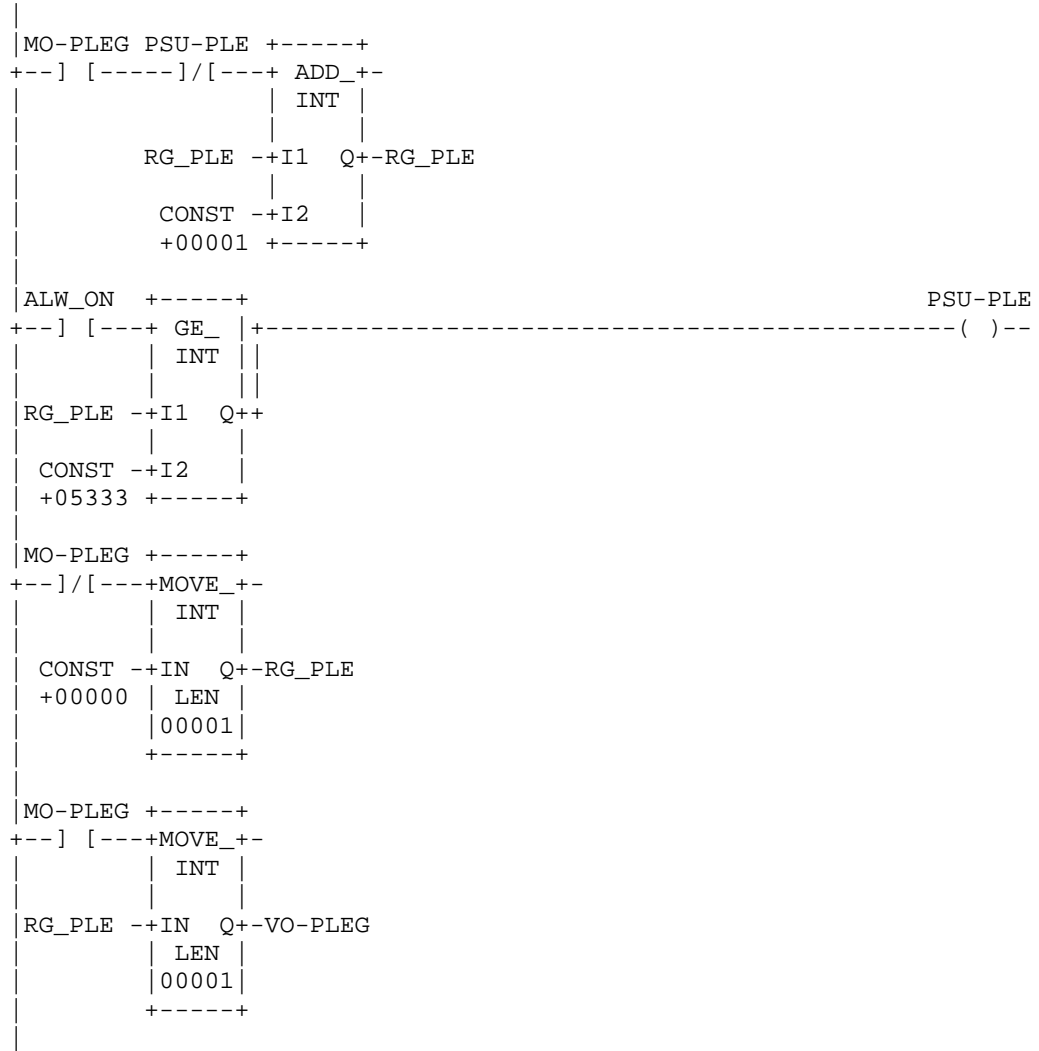 |
|MO-PLEG PSU-PLE +-----+
+--] [-----]/[---+ ADD_+-
|                | INT |
|                |     |
|        RG_PLE -+I1  Q+-RG_PLE
|                |     |
|         CONST -+I2   |
|         +00001 +-----+
|
|ALW_ON  +-----+                                             PSU-PLE
+--] [---+ GE_ |+----------------------------------------------( )--
|        | INT ||
|        |     ||
|RG_PLE -+I1  Q++
|        |     |
| CONST -+I2   |
| +05333 +-----+
|
|MO-PLEG +-----+
+--]/[---+MOVE_+-
|        | INT |
|        |     |
| CONST -+IN  Q+-RG_PLE
| +00000 | LEN |
|        |00001|
|        +-----+
|
|MO-PLEG +-----+
+--] [---+MOVE_+-
|        | INT |
|        |     |
|RG_PLE -+IN  Q+-VO-PLEG
|        | LEN |
|        |00001|
|        +-----+
|